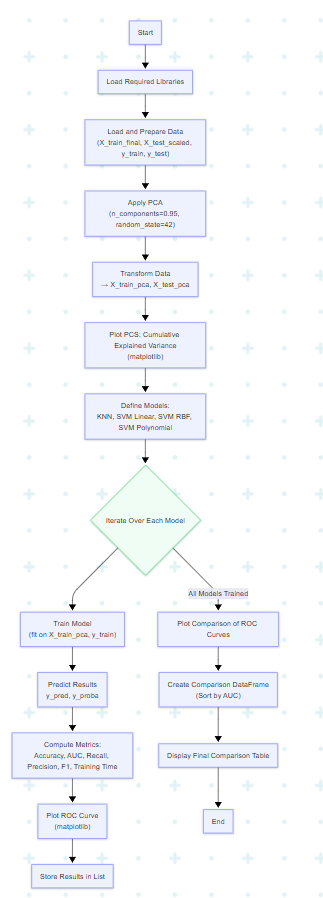 Start
Load Required Libraries
Load and Prepare Data
(X_train_final, X_test_scaled,
y_train, y_test)
Apply PCA
(n_components=0.95,
random_state=42)
Transform Data
→ X_train_pca, X_test_pca
Plot PCS: Cumulative
Explained Variance
(matplotlib)
Define Models:
KNN, SVM Linear, SVM RBF,
SVM Polynomial
Iterate Over Each Model
All Models Trained
Train Model
(fit on X_train_pca, y_train)
Predict Results
y_pred, y_proba
Compute Metrics:
Accuracy, AUC, Recall,
Precision, F1, Training Time
Plot ROC Curve
(matplotlib)
Store Results in List
Plot Comparison of ROC
Curves
Create Comparison DataFrame
(Sort by AUC)
Display Final Comparison Table
End